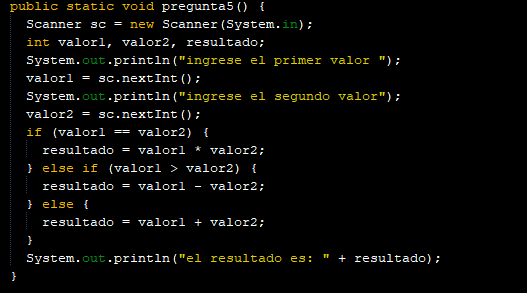 public static void pregunta5() {
Scanner sc = new Scanner(System.in);
int valor1, valor2, resultado;
System.out.println("ingrese el primer valor ");
valor1 = sc.nextInt();
System.out.println("ingrese el segundo valor");
valor2 = sc.nextInt();
if (valor1 == valor2) {
resultado = valor1 * valor2;
} else if (valor1 > valor2) {
resultado = valor1 - valor2;
} else {
resultado = valor1 + valor2;
}
System.out.println("el resultado es: " + resultado);
}